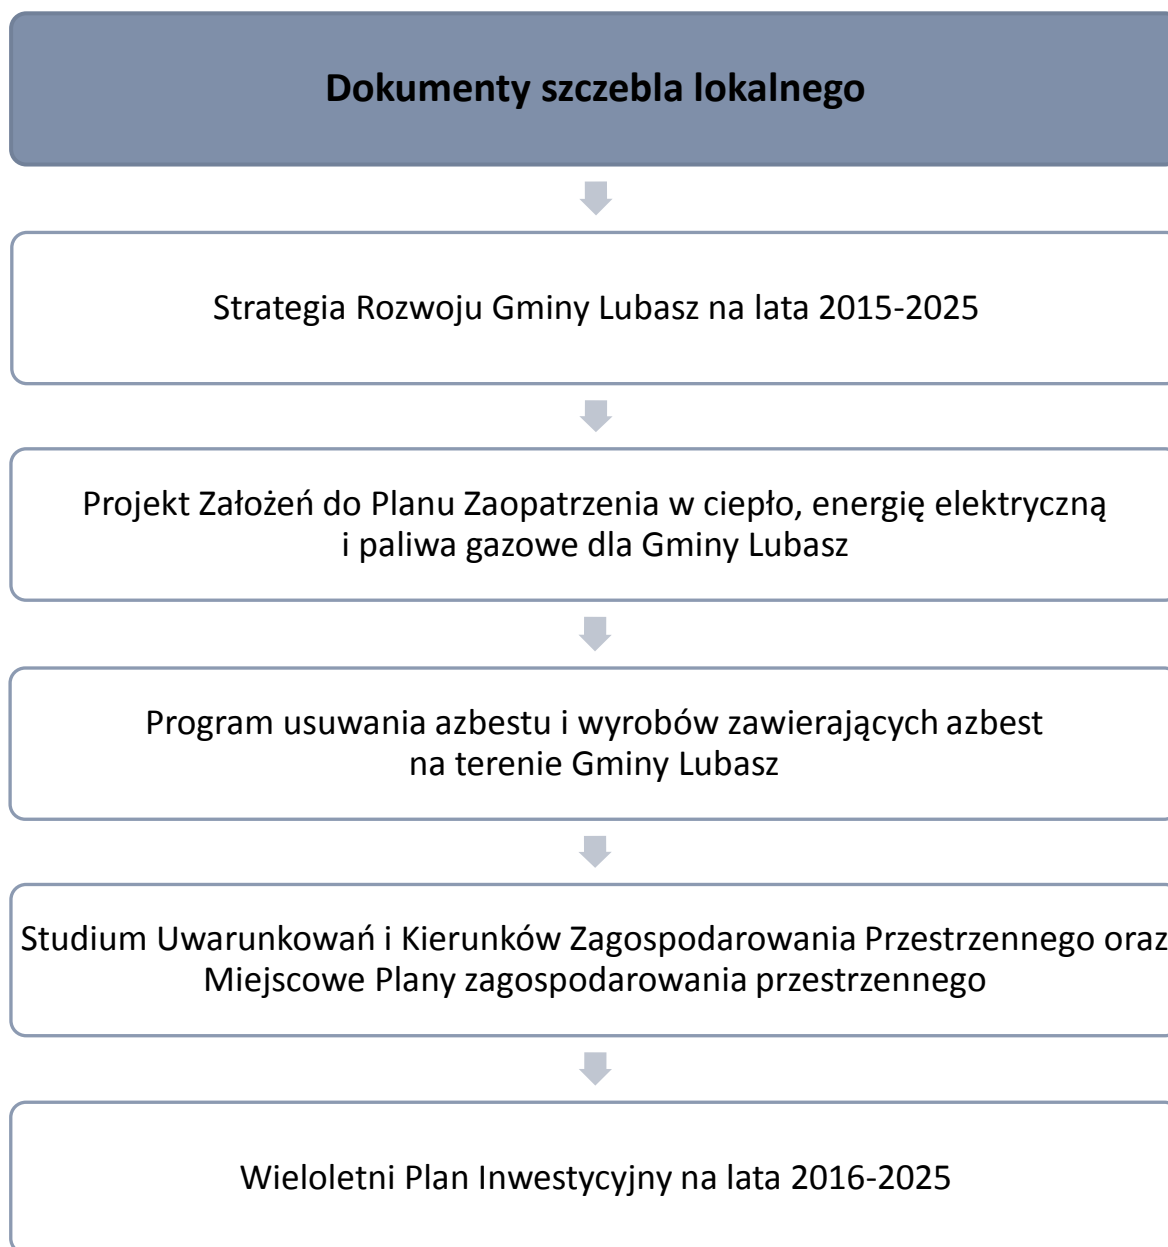 Dokumenty szczebla lokalnego
Strategia Rozwoju Gminy Lubasz na lata 2015-2025
Projekt Założeń do Planu Zaopatrzenia w ciepło, energię elektryczną
i paliwa gazowe dla Gminy Lubasz
Program usuwania azbestu i wyrobów zawierających azbest
na terenie Gminy Lubasz
Studium Uwarunkowań i Kierunków Zagospodarowania Przestrzennego oraz
Miejscowe Plany zagospodarowania przestrzennego
Wieloletni Plan Inwestycyjny na lata 2016-2025